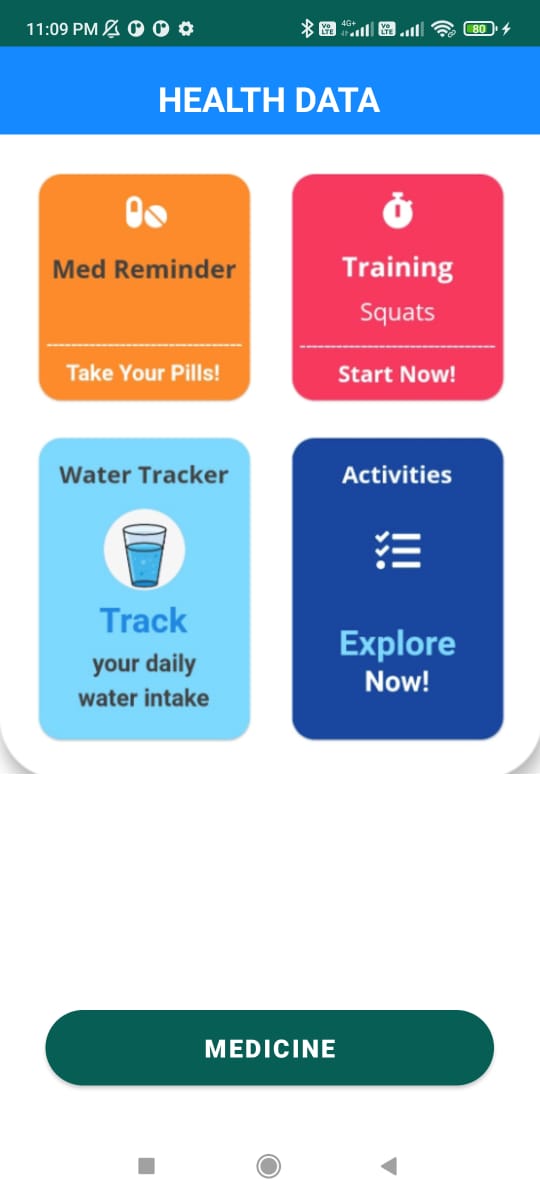 11:09 PM
Vo LTE 4G+ Vo LTE 80
HEALTH DATA
Med Reminder
Take Your Pills!
Training
Squats
Start Now!
Water Tracker
Track
your daily
water intake
Activities
Explore
Now!
MEDICINE